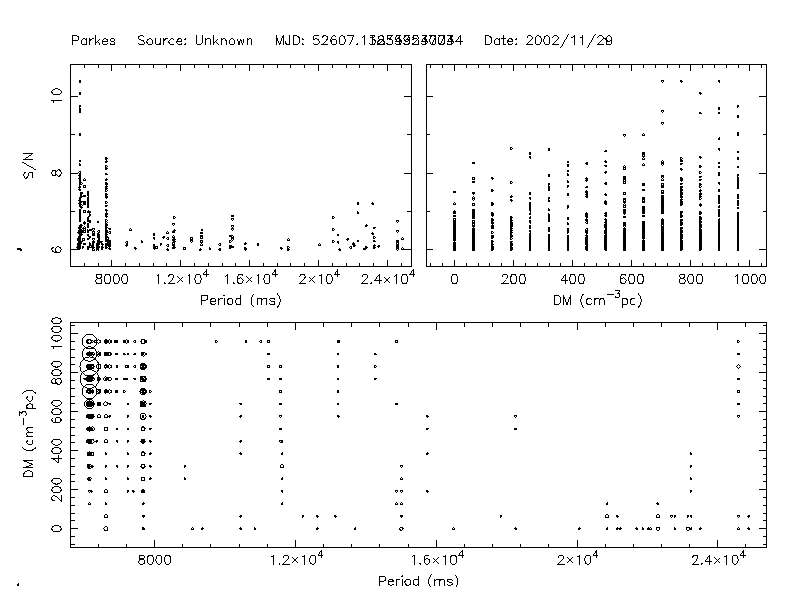 Parkes Source: Unknown MJD: 52607. Date: 2002/11/29
S/N
10
8
6
8000 1.2×10⁴ 1.6×10⁴ 2×10⁴ 2.4×10⁴
Period (ms)
0 200 400 600 800 1000
DM (cm⁻³pc)
DM (cm⁻³pc)
1000
800
600
400
200
0
8000 1.2×10⁴ 1.6×10⁴ 2×10⁴ 2.4×10⁴
Period (ms)